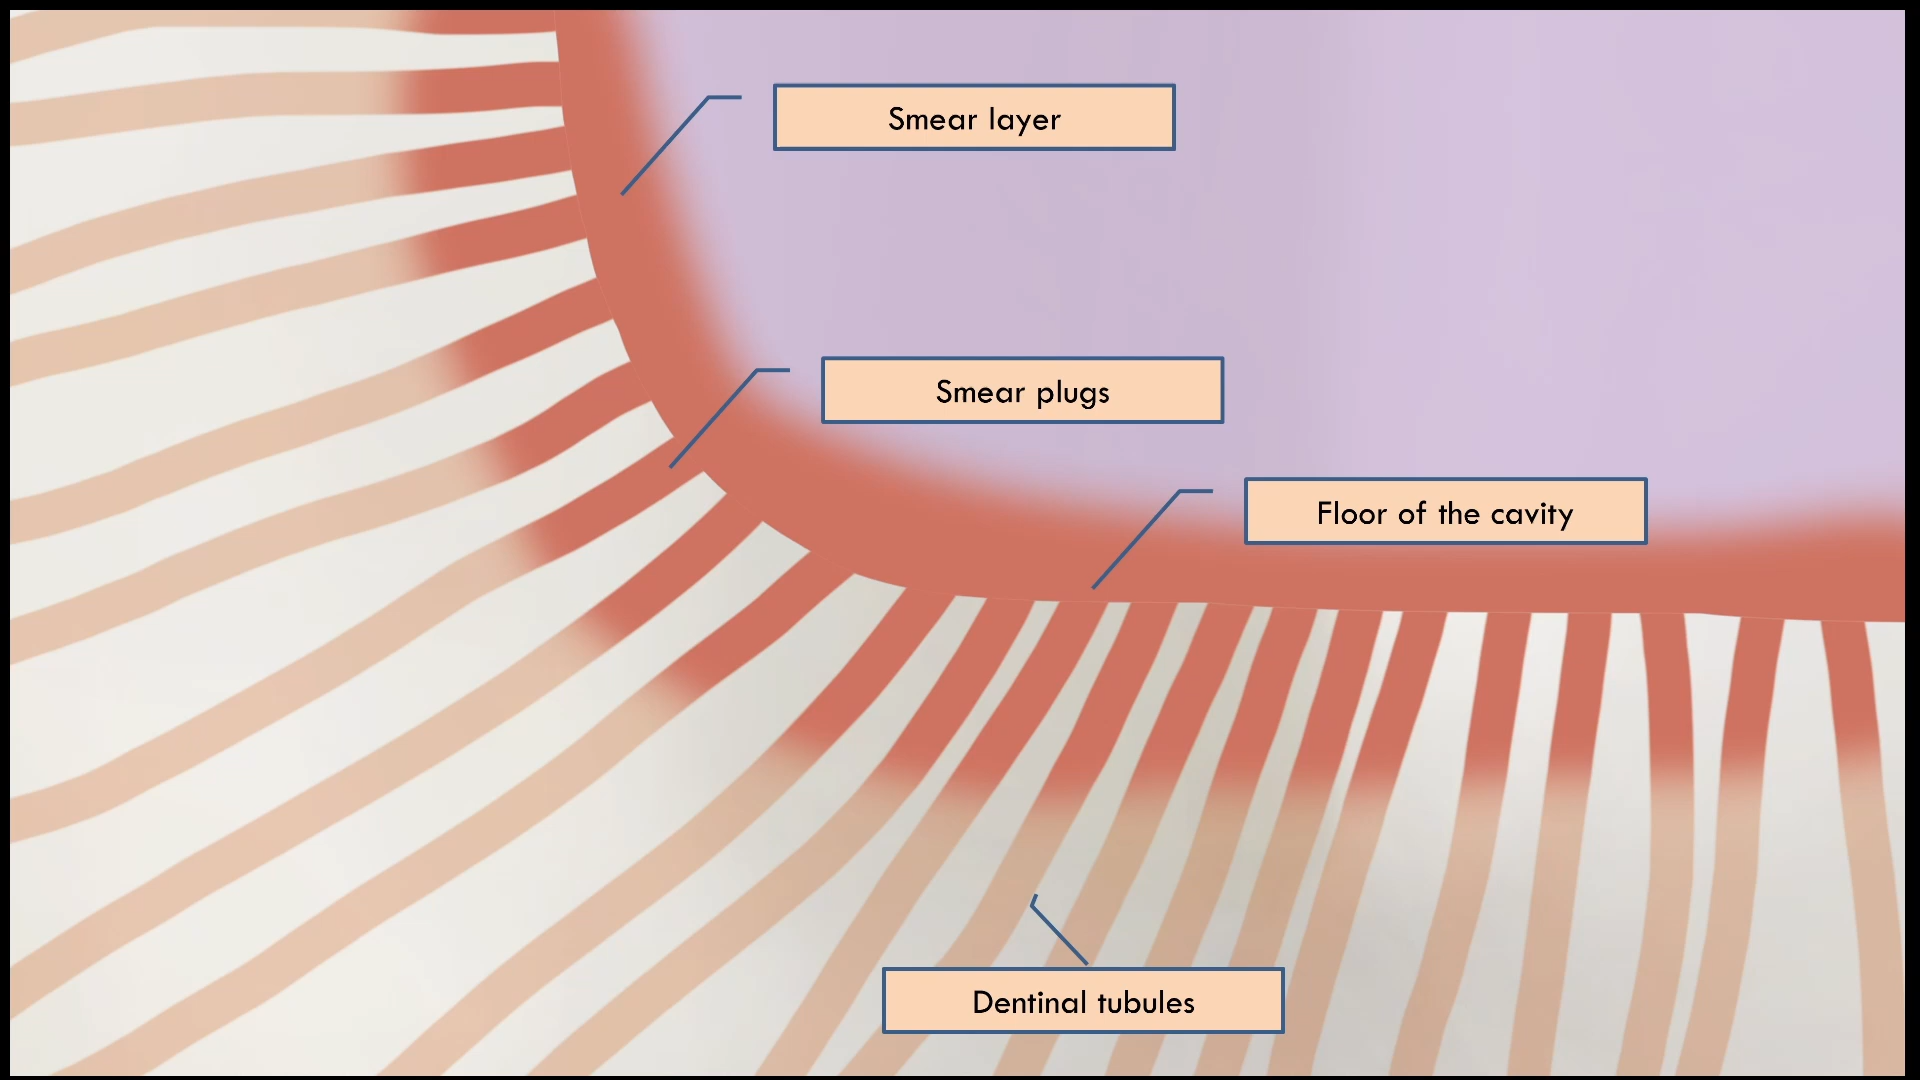 Smear layer
Smear plugs
Floor of the cavity
Dentinal tubules